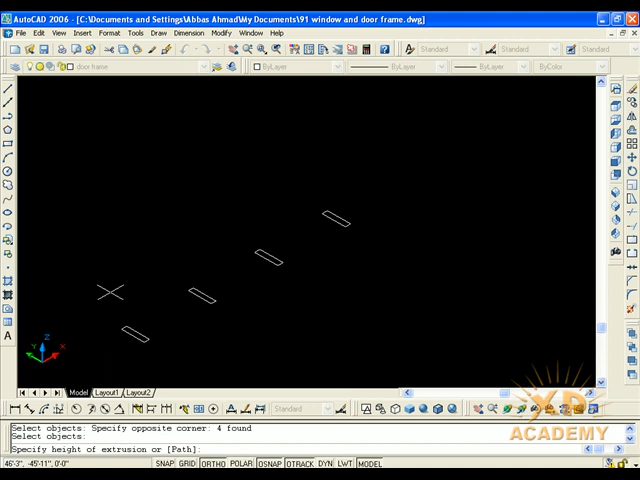 AutoCAD 2006 - [C:\Documents and Settings\Abbas Ahmad\My Documents\91 window and door frame.dwg]
File Edit View Insert Format Tools Draw Dimension Modify Window Help
Standard Standard Standard
door frame ByLayer ByLayer ByLayer ByColor
Z
Y X
Model Layout1 Layout2
Standard
Select objects: Specify opposite corner: 4 found
Select objects:
Specify height of extrusion or [Path]:
46'-3", -45'-11", 0'-0" SNAP GRID ORTHO POLAR OSNAP OTRACK DYN LWT MODEL
XD
ACADEMY